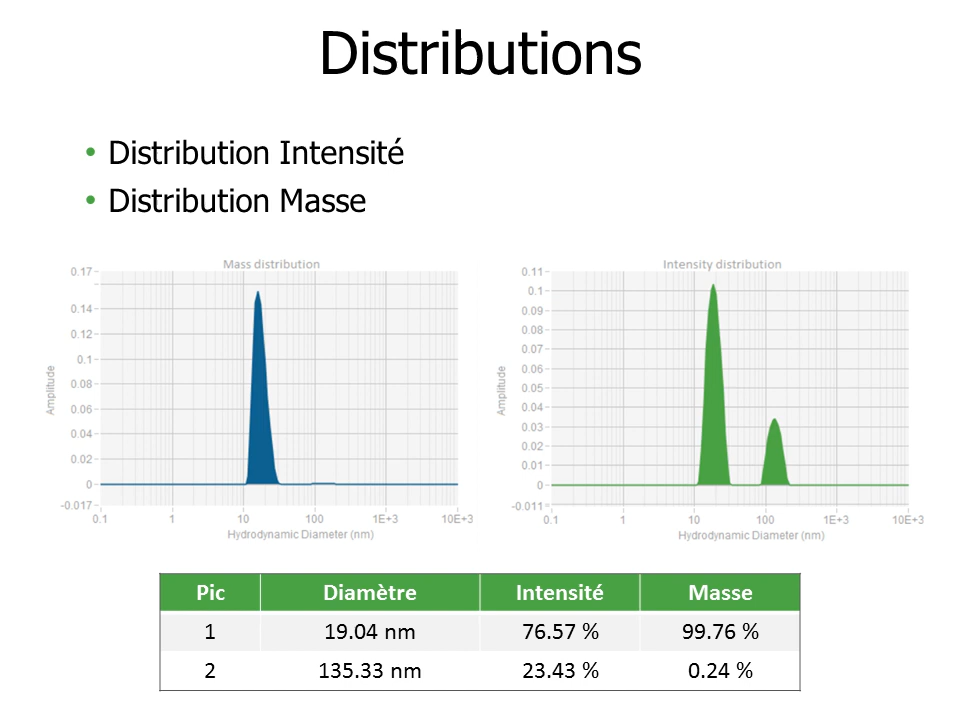 Distributions
• Distribution Intensité
• Distribution Masse
Mass distribution
0.17
0.14
0.12
0.1
0.08
0.06
0.04
0.02
0
-0.017
Amplitude
0.1 1 10 100 1E+3 10E+3
Hydrodynamic Diameter (nm)
Intensity distribution
0.11
0.1
0.09
0.08
0.07
0.06
0.05
0.04
0.03
0.02
0.01
0
-0.011
Amplitude
0.1 1 10 100 1E+3 10E+3
Hydrodynamic Diameter (nm)
Pic Diamètre Intensité Masse
1 19.04 nm 76.57 % 99.76 %
2 135.33 nm 23.43 % 0.24 %